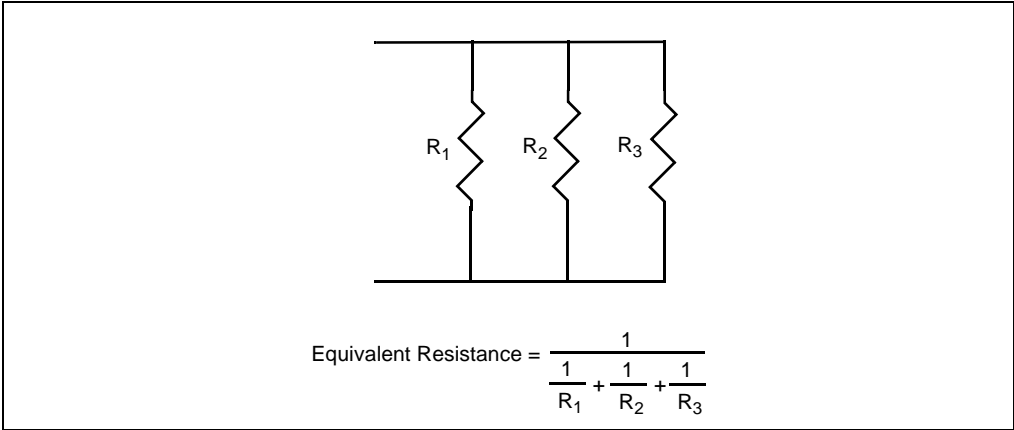 R1 R2 R3
Equivalent Resistance = 1
1 + 1 + 1
R1 R2 R3